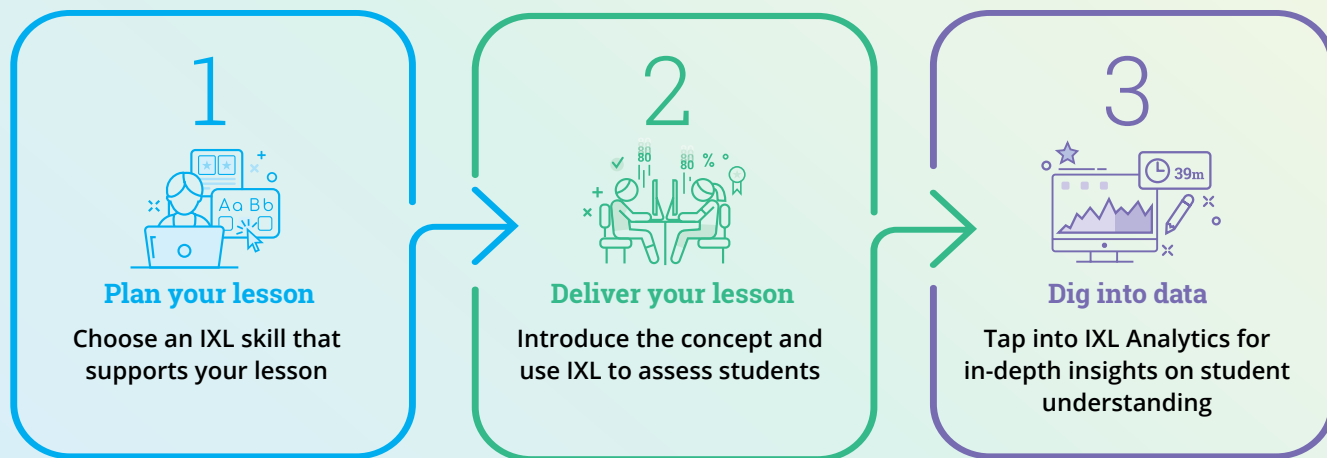 1
Aa Bb
Plan your lesson
Choose an IXL skill that
supports your lesson
2
80
80
%
Deliver your lesson
Introduce the concept and
use IXL to assess students
3
39m
Dig into data
Tap into IXL Analytics for
in-depth insights on student
understanding